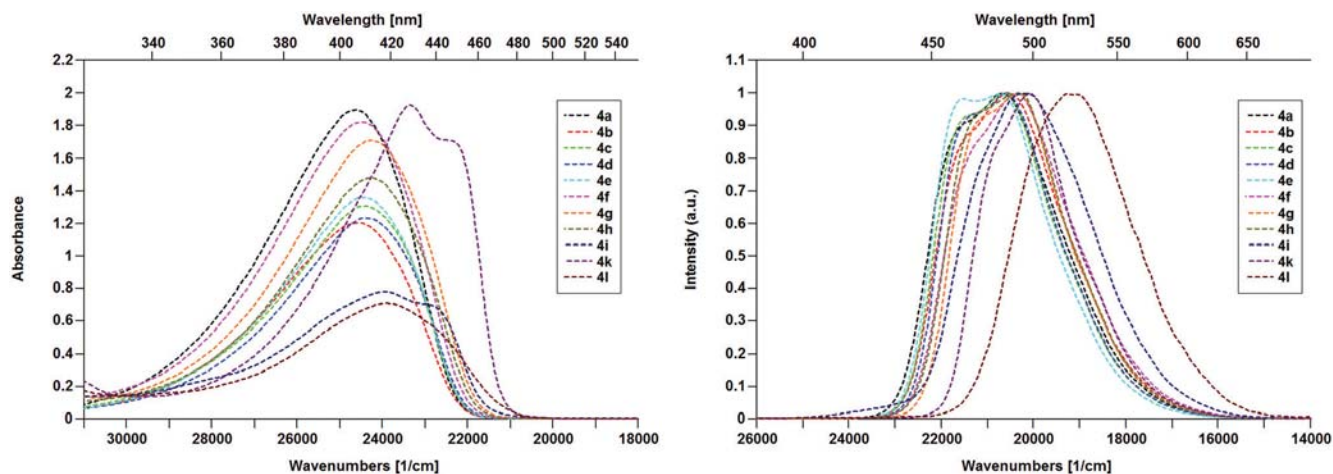 Wavelength [nm]
340 360 380 400 420 440 460 480 500 520 540
2.2
2
1.8
1.6
1.4
1.2
1
0.8
0.6
0.4
0.2
0
Absorbance
4a
4b
4c
4d
4e
4f
4g
4h
4i
4k
4l
30000 28000 26000 24000 22000 20000 18000
Wavenumbers [1/cm]
Wavelength [nm]
400 450 500 550 600 650
1.1
1
0.9
0.8
0.7
0.6
0.5
0.4
0.3
0.2
0.1
0
Intensity (a.u.)
4a
4b
4c
4d
4e
4f
4g
4h
4i
4k
4l
26000 24000 22000 20000 18000 16000 14000
Wavenumbers [1/cm]